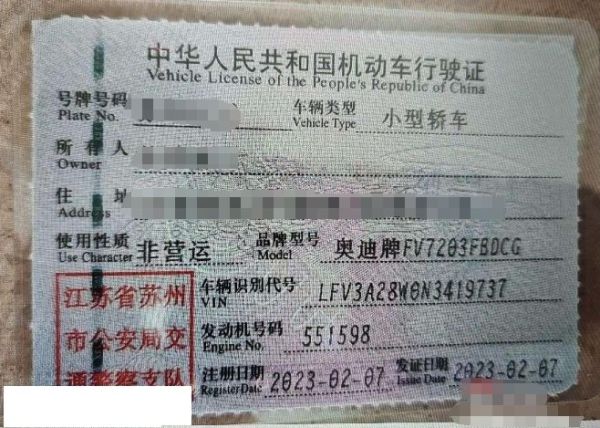 中华人民共和国机动车行驶证
Vehicle License of the People's Republic of China
号牌号码 车辆类型 小型轿车
Plate No. Vehicle Type
所有人
Owner
住址
Address
使用性质 非营运 品牌型号 奥迪牌FV7203FBDCG
Use Character Model
江苏省苏州 车辆识别代号 LFV3A28W0N3419737
VIN
市公安局交 发动机号码 551598
Engine No.
通警察支队 注册日期 2023-02-07 发证日期 2023-02-07
Register Date Issue Date